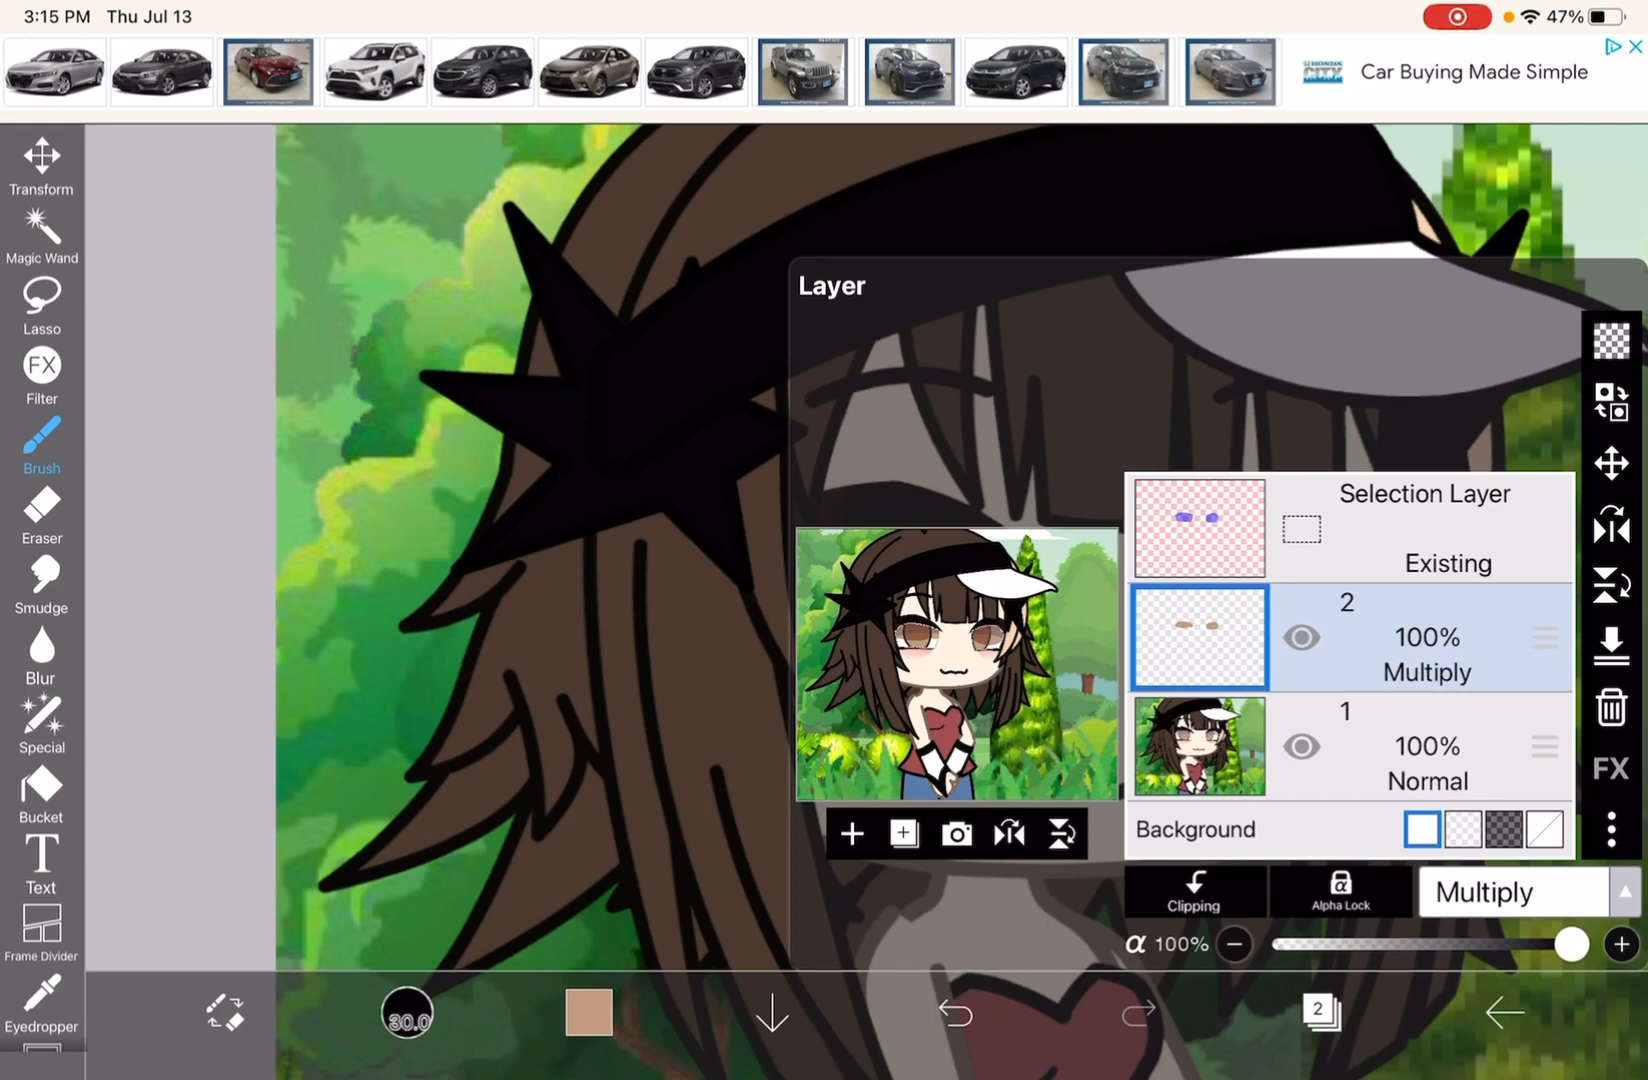 3:15 PM Thu Jul 13
47%
HONDA
CITY
Car Buying Made Simple
Transform
Magic Wand
Lasso
FX
Filter
Brush
Eraser
Smudge
Blur
Special
Bucket
T
Text
Frame Divider
Eyedropper
Layer
Selection Layer
Existing
2
100%
Multiply
1
100%
Normal
Background
FX
Clipping
α
Alpha Lock
Multiply
α 100%
30.0
2